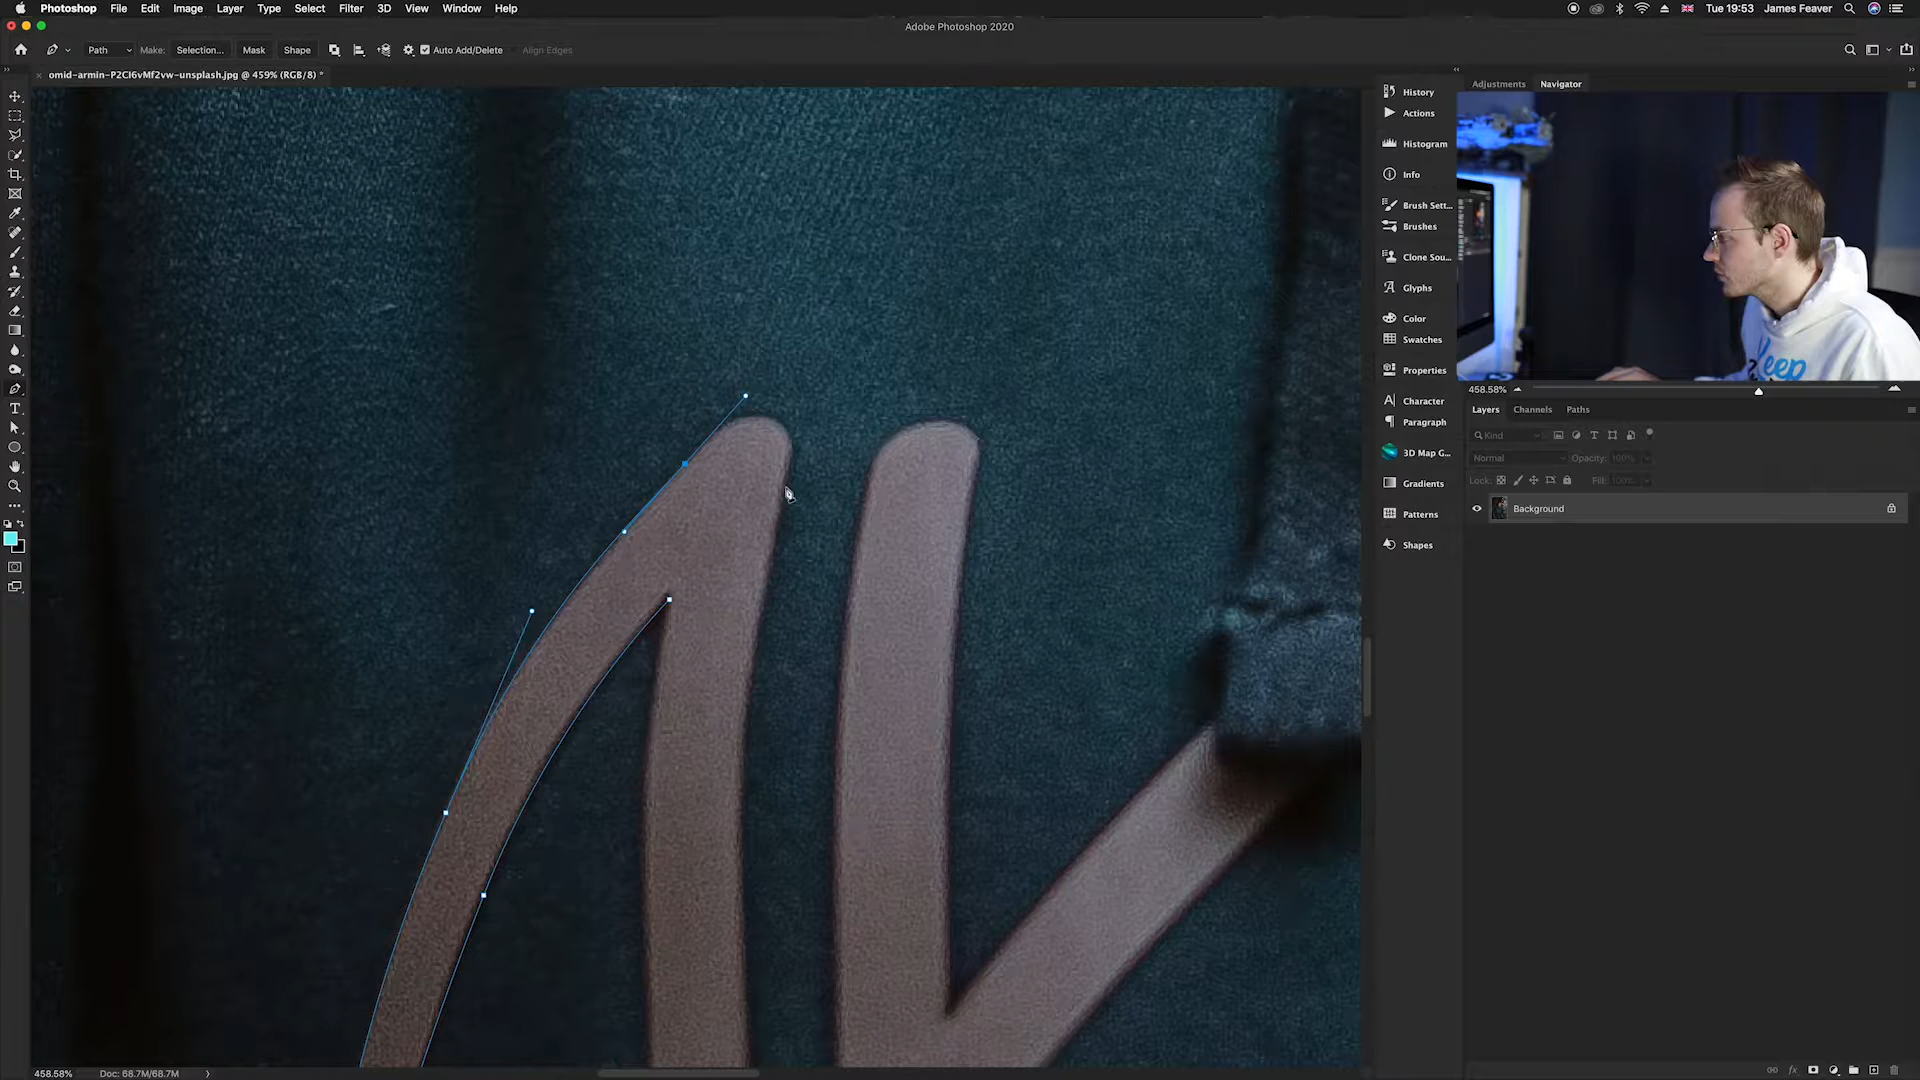 Photoshop File Edit Image Layer Type Select Filter 3D View Window Help
Tue 19:53 James Feaver
Adobe Photoshop 2020
Path Make: Selection... Mask Shape Auto Add/Delete Align Edges
omid-armin-P2CI6vMf2vw-unsplash.jpg @ 459% (RGB/8) *
History
Actions
Histogram
Info
Brush Sett...
Brushes
Clone Sou...
Glyphs
Color
Swatches
Properties
Character
Paragraph
3D Map G...
Gradients
Patterns
Shapes
Adjustments Navigator
Keep
458.58%
Layers Channels Paths
Kind
Normal Opacity: 100%
Lock: Fill: 100%
Background
458.58% Doc: 68.7M/68.7M